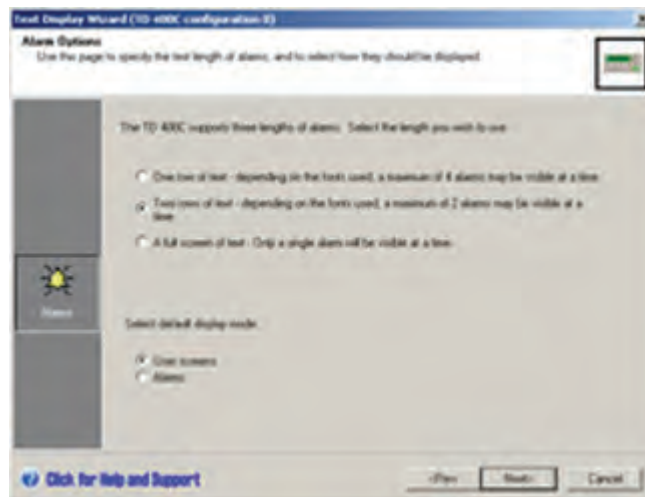 Text Display Wizard (TD 400C configuration 0)
Alarm Options
Use this page to specify the text length of alarms, and to select how they should be displayed.
The TD 400C supports three lengths of alarms. Select the length you wish to use
One row of text - depending on the fonts used, a maximum of 4 alarms may be visible at a time
Two rows of text - depending on the fonts used, a maximum of 2 alarms may be visible at a
time
A full screen of text - Only a single alarm will be visible at a time.
Alarms
Select default display mode:
User screens
Alarms
Click for Help and Support
<Prev
Next>
Cancel